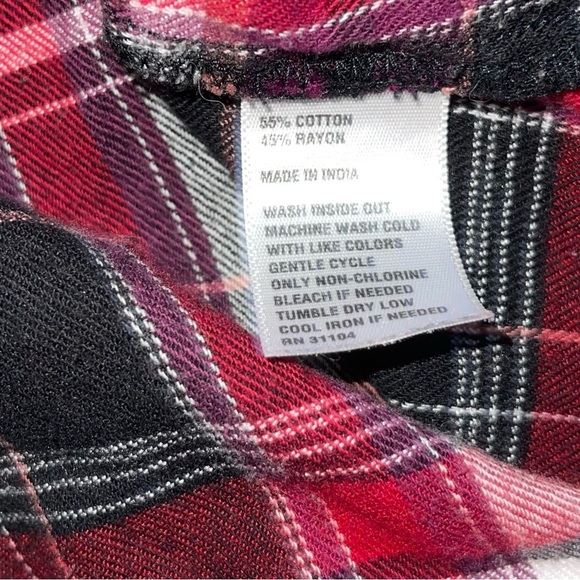 55% COTTON
45% RAYON
MADE IN INDIA
WASH INSIDE OUT
MACHINE WASH COLD
WITH LIKE COLORS
GENTLE CYCLE
ONLY NON-CHLORINE
BLEACH IF NEEDED
TUMBLE DRY LOW
COOL IRON IF NEEDED
RN 31104